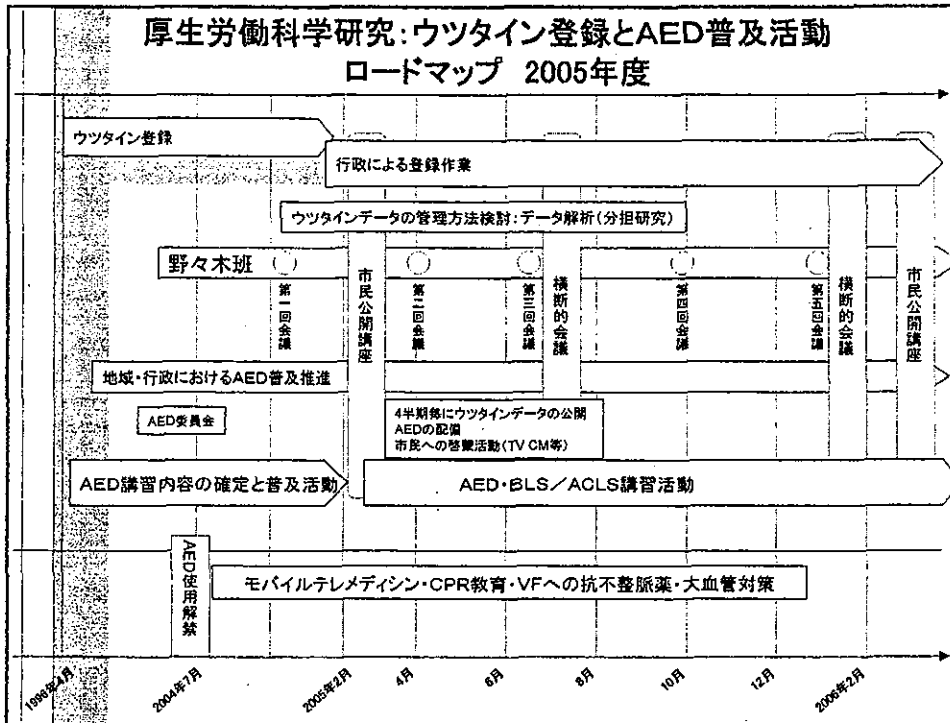 厚生労働科学研究:ウツタイン登録とAED普及活動
ロードマップ 2005年度
ウツタイン登録
行政による登録作業
ウツタインデータの管理方法検討:データ解析(分担研究)
野々木班
第一回会議
市民公開講座
第二回会議
第三回会議
横断的会議
第四回会議
第五回会議
横断的会議
市民公開講座
地域・行政におけるAED普及推進
AED委員会
4半期毎にウツタインデータの公開
AEDの配備
市民への啓蒙活動(TV CM等)
AED講習内容の確定と普及活動
AED・BLS/ACLS講習活動
AED使用解禁
モバイルテレメディシン・CPR教育・VFへの抗不整脈薬・大血管対策
1996年4月
2004年7月
2005年2月
4月
6月
8月
10月
12月
2006年2月